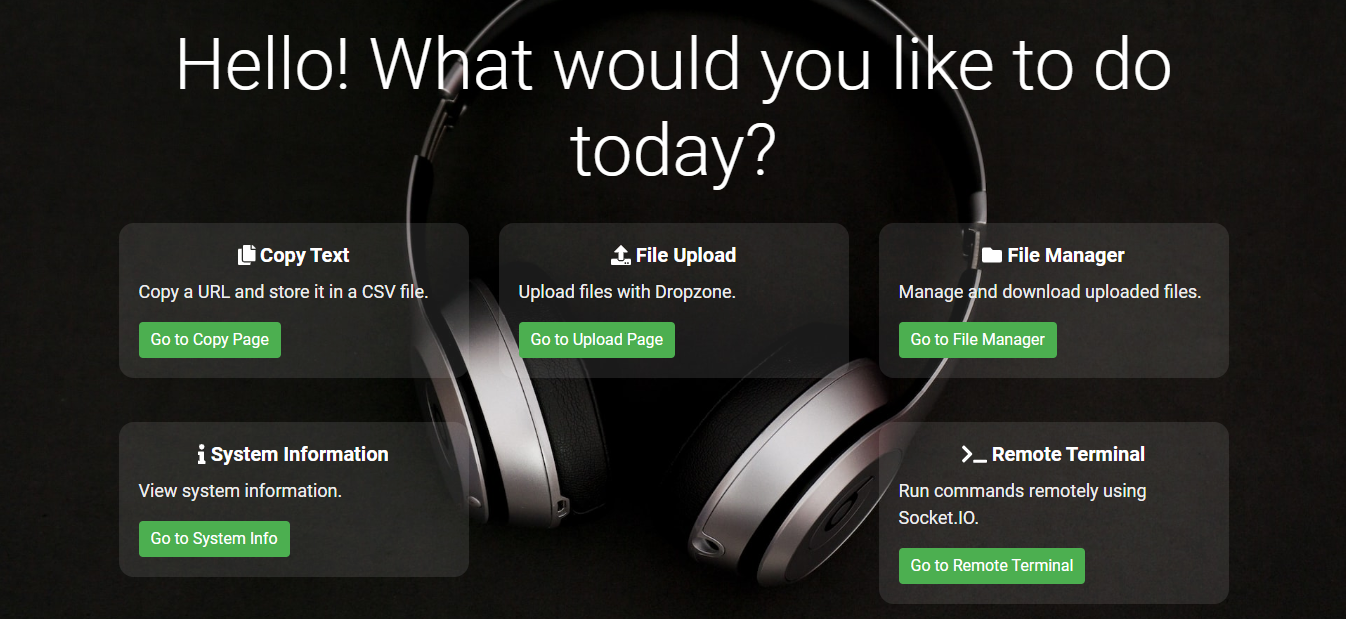 Hello! What would you like to do
today?
Copy Text
Copy a URL and store it in a CSV file.
Go to Copy Page
File Upload
Upload files with Dropzone.
Go to Upload Page
File Manager
Manage and download uploaded files.
Go to File Manager
System Information
View system information.
Go to System Info
Remote Terminal
Run commands remotely using
Socket.IO.
Go to Remote Terminal